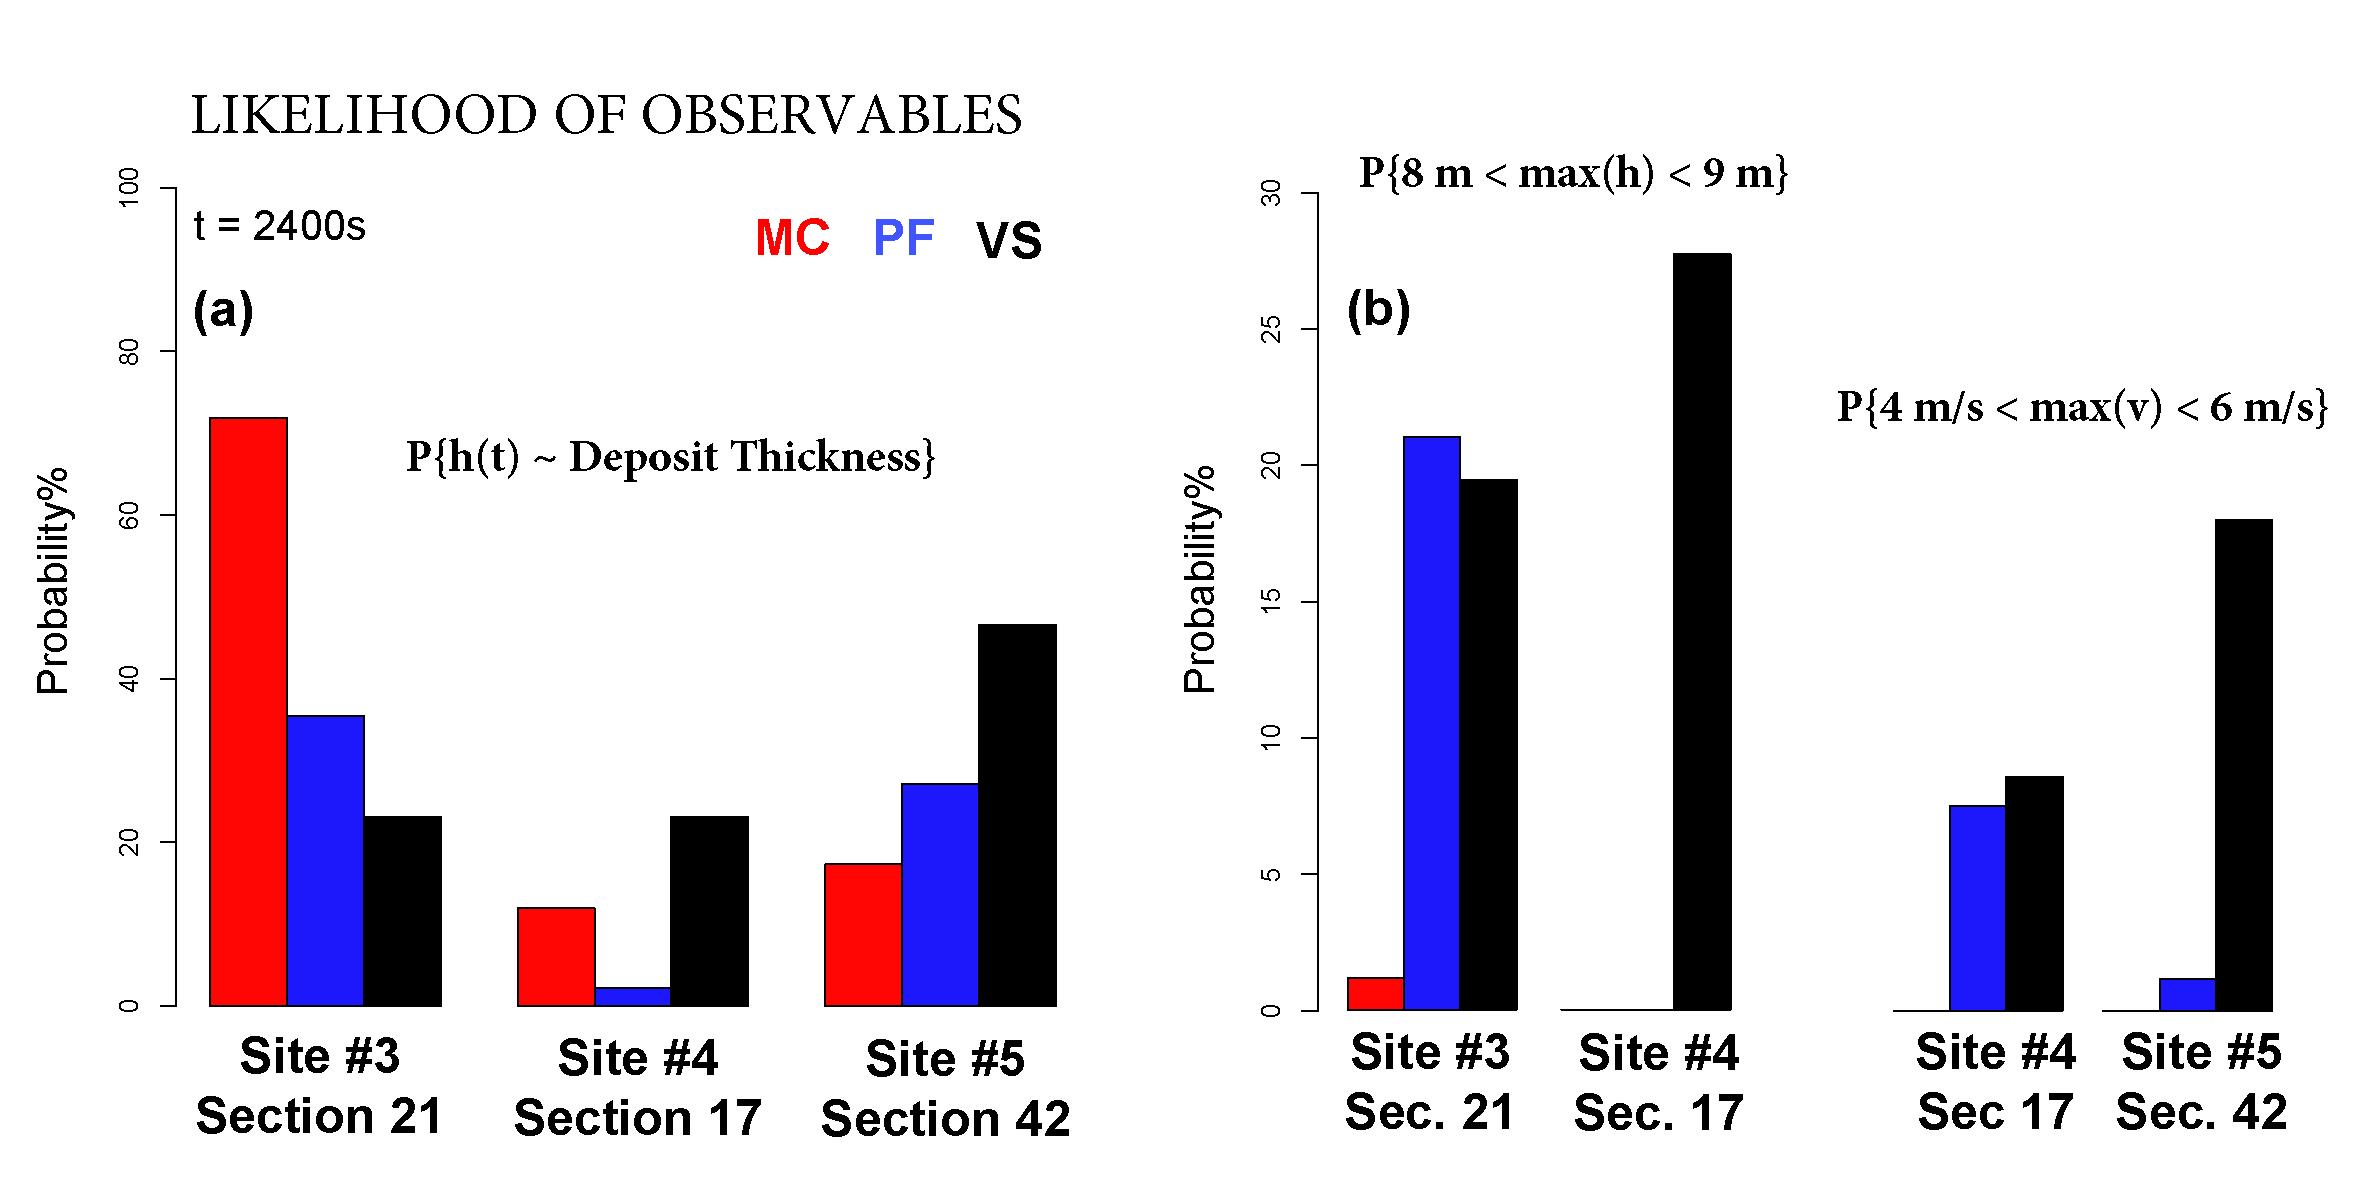 LIKELIHOOD OF OBSERVABLES
t = 2400s
MC PF VS
(a)
P{h(t) ~ Deposit Thickness}
Probability%
100
80
60
40
20
0
Site #3
Section 21
Site #4
Section 17
Site #5
Section 42
P{8 m < max(h) < 9 m}
(b)
P{4 m/s < max(v) < 6 m/s}
Probability%
30
25
20
15
10
5
0
Site #3
Sec. 21
Site #4
Sec. 17
Site #4
Sec 17
Site #5
Sec. 42